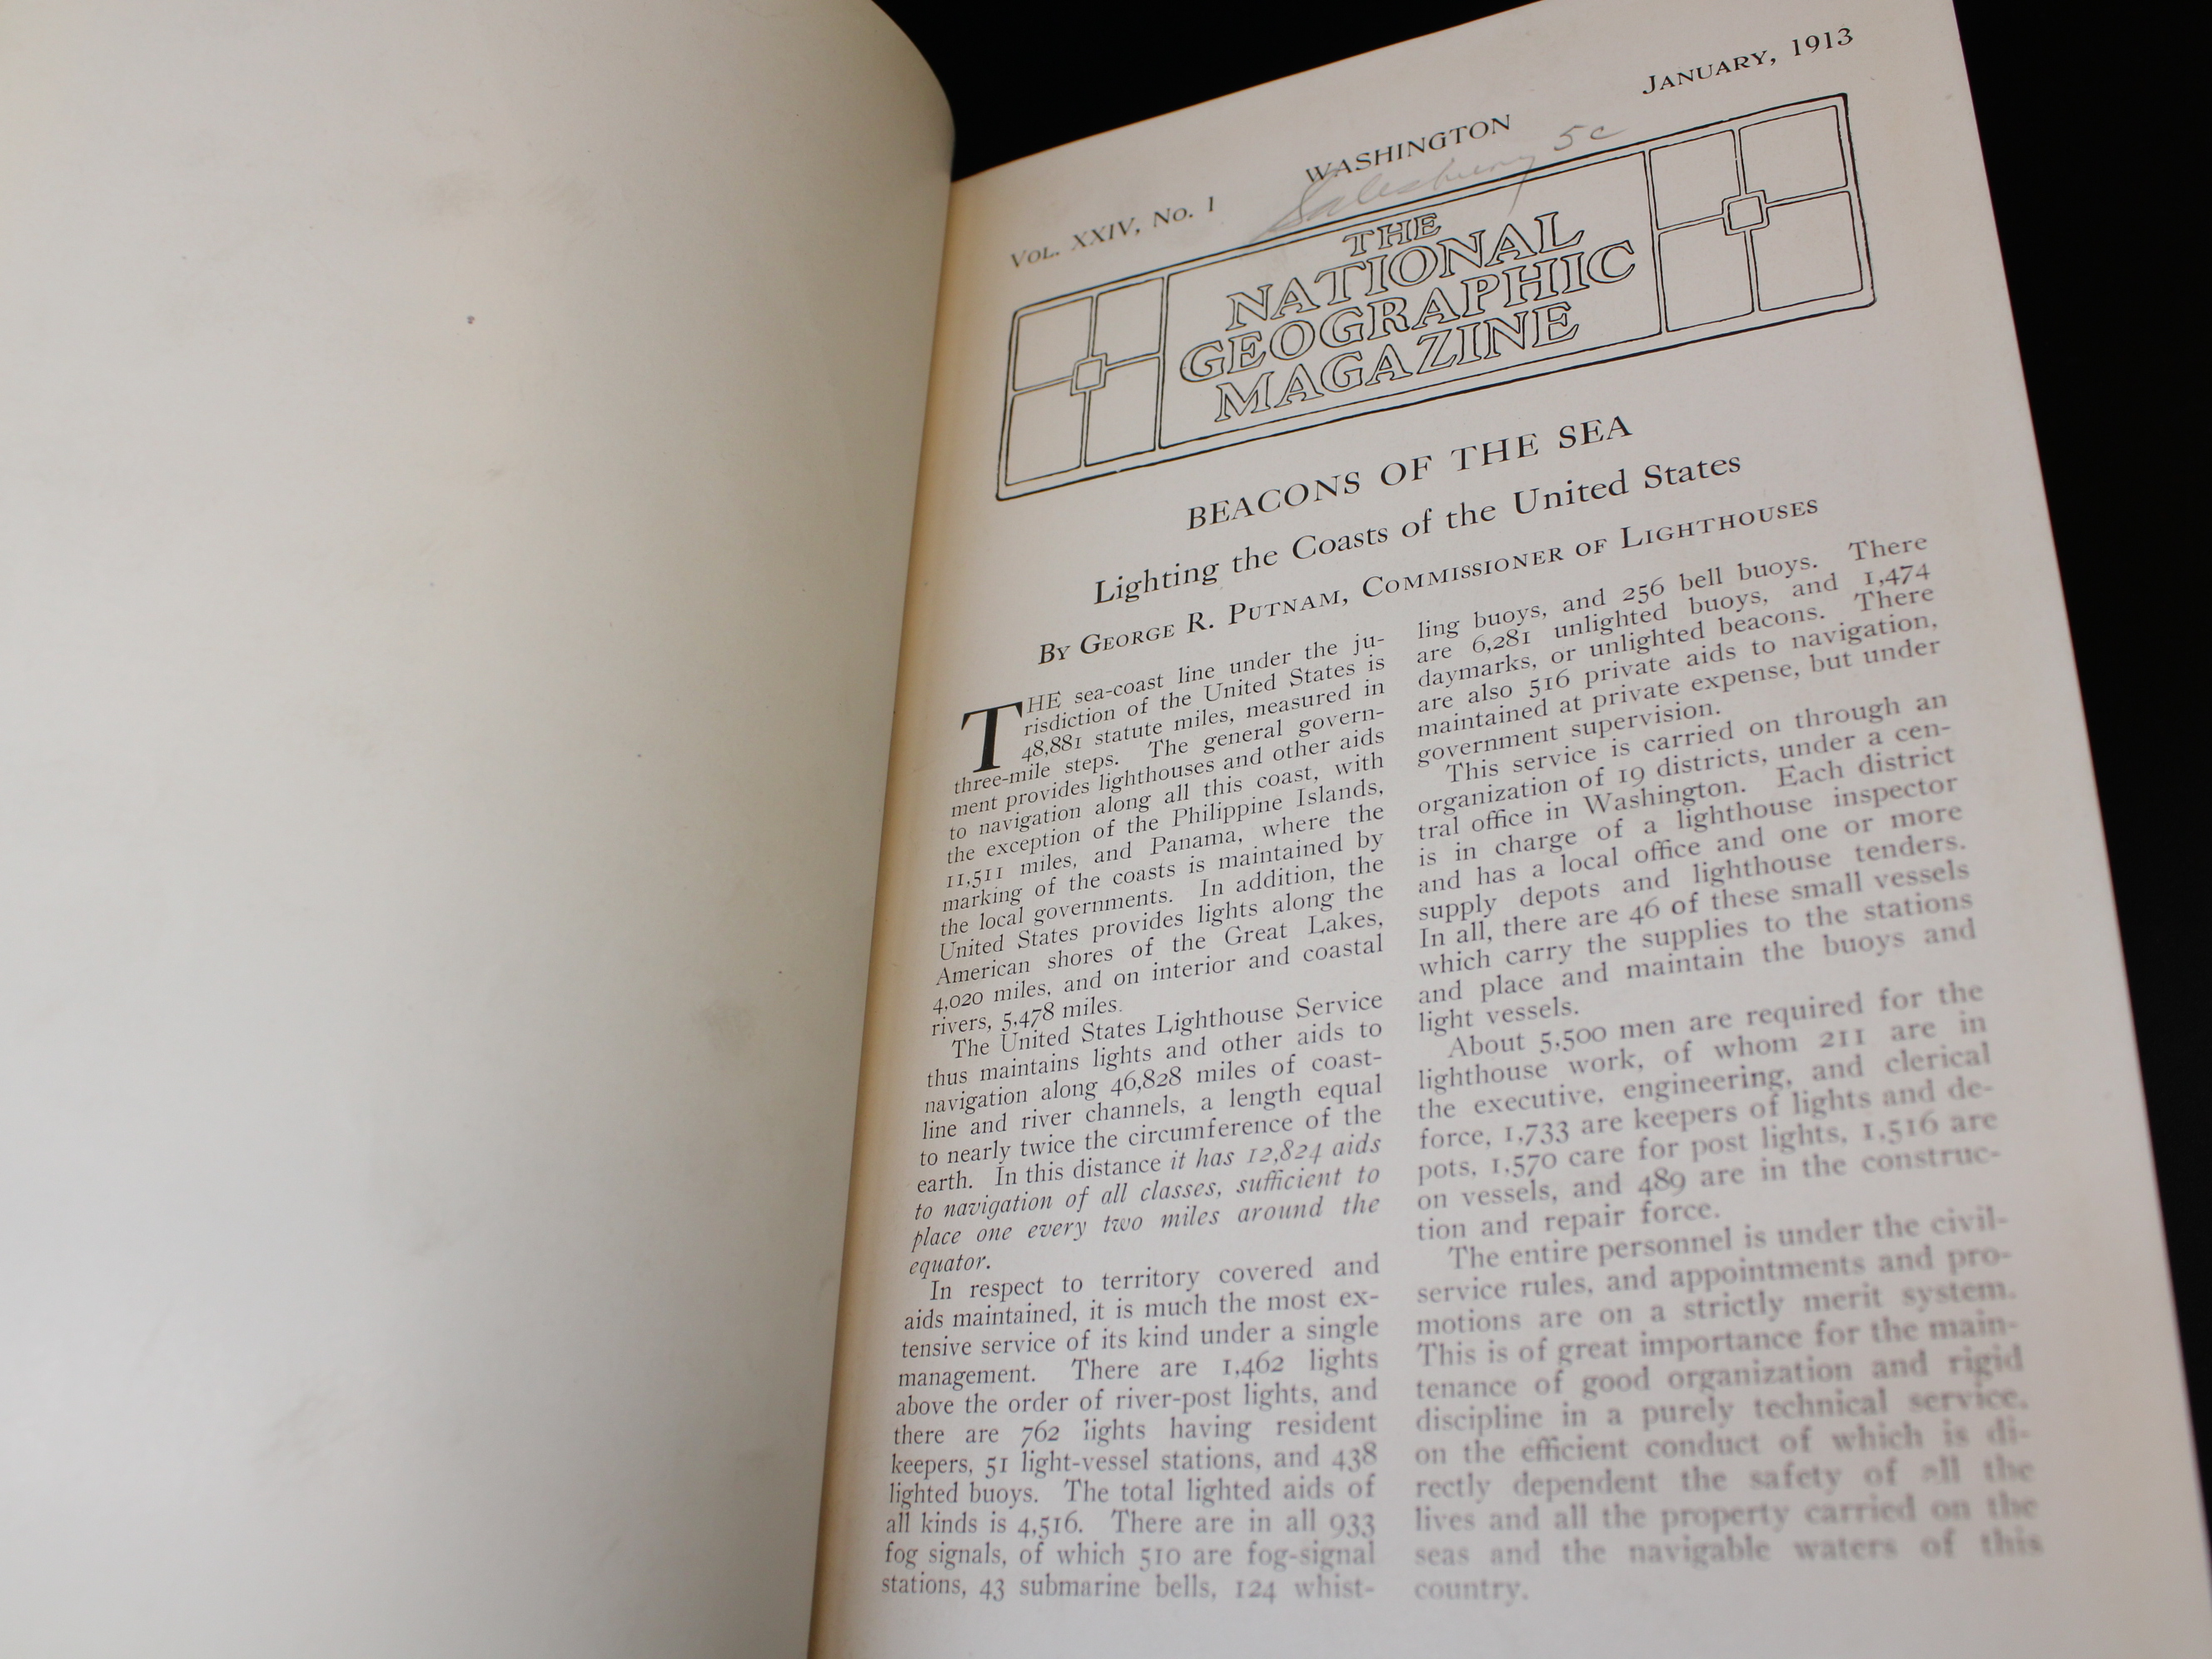 VOL. XXIV, No. 1
WASHINGTON
JANUARY, 1913
5c
THE
NATIONAL
GEOGRAPHIC
MAGAZINE
BEACONS OF THE SEA
Lighting the Coasts of the United States
BY GEORGE R. PUTNAM, COMMISSIONER OF LIGHTHOUSES
THE sea-coast line under the ju-
risdiction of the United States is
48,881 statute miles, measured in
three-mile steps. The general govern-
ment provides lighthouses and other aids
to navigation along all this coast, with
the exception of the Philippine Islands,
11,511 miles, and Panama, where the
marking of the coasts is maintained by
the local governments. In addition, the
United States provides lights along the
American shores of the Great Lakes,
4,020 miles, and on interior and coastal
rivers, 5,478 miles.
The United States Lighthouse Service
thus maintains lights and other aids to
navigation along 46,828 miles of coast-
line and river channels, a length equal
to nearly twice the circumference of the
earth. In this distance it has 12,824 aids
to navigation of all classes, sufficient to
place one every two miles around the
equator.
In respect to territory covered and
aids maintained, it is much the most ex-
tensive service of its kind under a single
management. There are 1,462 lights
above the order of river-post lights, and
there are 762 lights having resident
keepers, 51 light-vessel stations, and 438
lighted buoys. The total lighted aids of
all kinds is 4,516. There are in all 933
fog signals, of which 510 are fog-signal
stations, 43 submarine bells, 124 whist-
ling buoys, and 256 bell buoys. There
are 6,281 unlighted buoys, and 1,474
daymarks, or unlighted beacons. There
are also 516 private aids to navigation,
maintained at private expense, but under
government supervision.
This service is carried on through an
organization of 19 districts, under a cen-
tral office in Washington. Each district
is in charge of a lighthouse inspector
and has a local office and one or more
supply depots and lighthouse tenders.
In all, there are 46 of these small vessels
which carry the supplies to the stations
and place and maintain the buoys and
light vessels.
About 5,500 men are required for the
lighthouse work, of whom 211 are in
the executive, engineering, and clerical
force, 1,733 are keepers of lights and de-
pots, 1,570 care for post lights, 1,516 are
on vessels, and 489 are in the construc-
tion and repair force.
The entire personnel is under the civil-
service rules, and appointments and pro-
motions are on a strictly merit system.
This is of great importance for the main-
tenance of good organization and rigid
discipline in a purely technical service,
on the efficient conduct of which is di-
rectly dependent the safety of all the
lives and all the property carried on the
seas and the navigable waters of this
country.